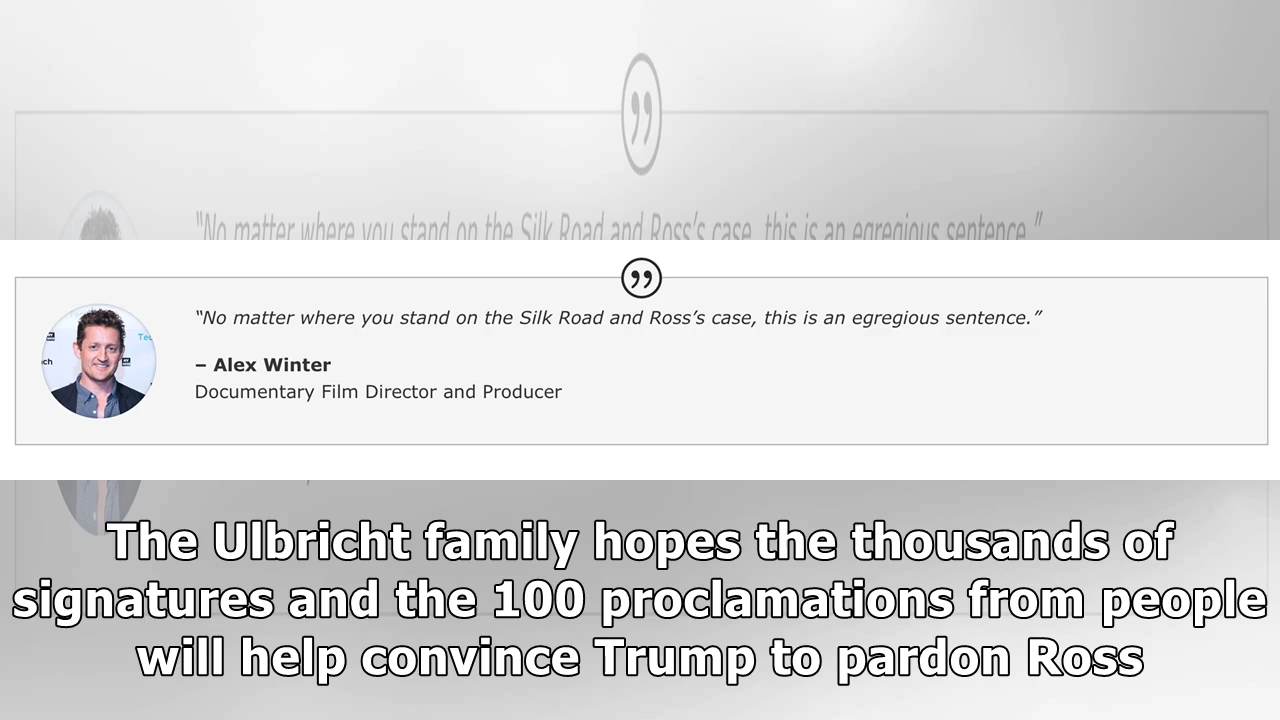 “No matter where you stand on the Silk Road and Ross’s case, this is an egregious sentence.”
“No matter where you stand on the Silk Road and Ross’s case, this is an egregious sentence.”
– Alex Winter
Documentary Film Director and Producer
The Ulbricht family hopes the thousands of
signatures and the 100 proclamations from people
will help convince Trump to pardon Ross